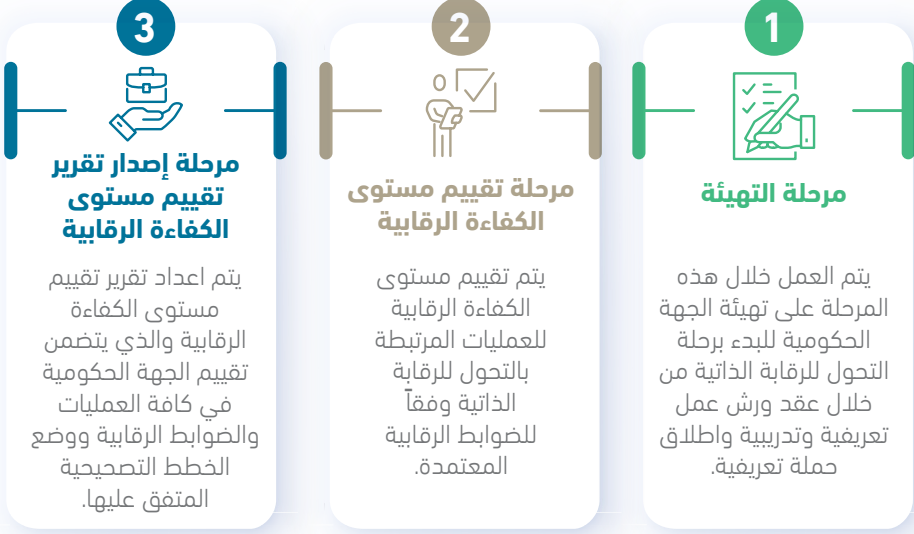 1
مرحلة التهيئة
يتم العمل خلال هذه
المرحلة على تهيئة الجهة
الحكومية للبدء برحلة
التحول للرقابة الذاتية من
خلال عقد ورش عمل
تعريفية وتدريبية واطلاق
حملة تعريفية.
2
مرحلة تقييم مستوى
الكفاءة الرقابية
يتم تقييم مستوى
الكفاءة الرقابية
للعمليات المرتبطة
بالتحول للرقابة
الذاتية وفقاً
للضوابط الرقابية
المعتمدة.
3
مرحلة إصدار تقرير
تقييم مستوى
الكفاءة الرقابية
يتم اعداد تقرير تقييم
مستوى الكفاءة
الرقابية والذي يتضمن
تقييم الجهة الحكومية
في كافة العمليات
والضوابط الرقابية ووضع
الخطط التصحيحية
المتفق عليها.